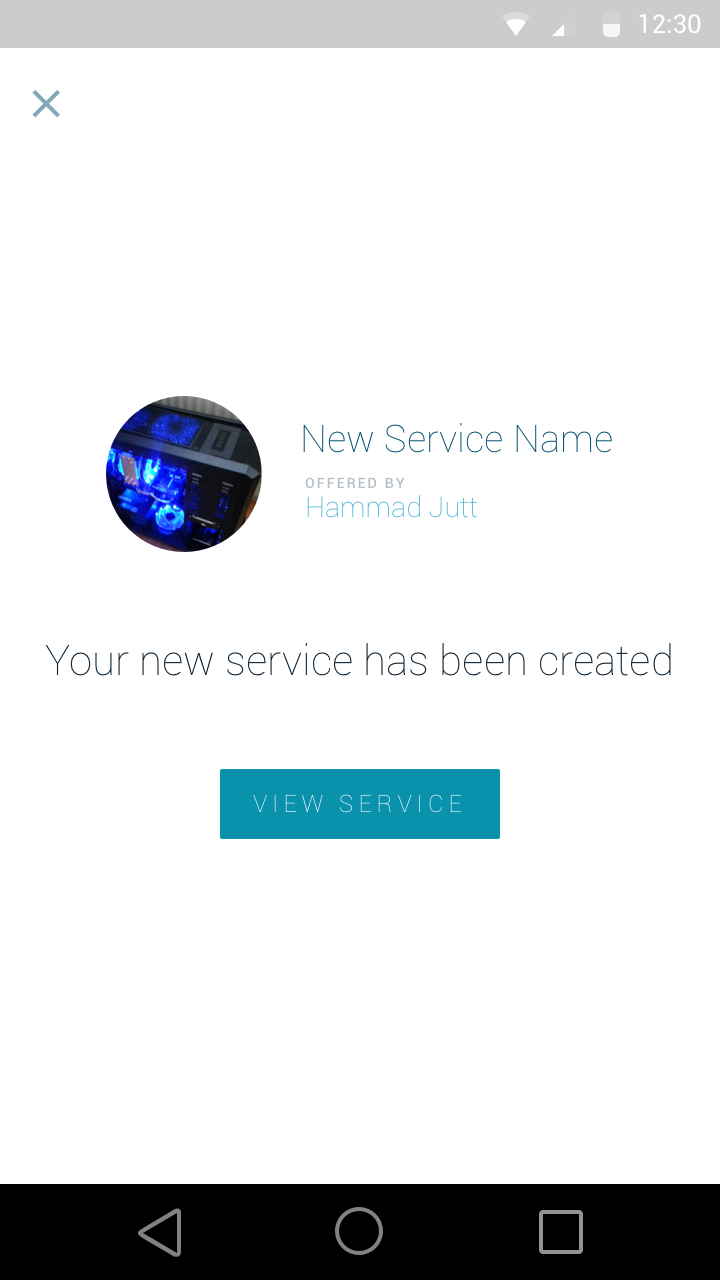 12:30
New Service Name
OFFERED BY
Hammad Jutt
Your new service has been created
VIEW SERVICE